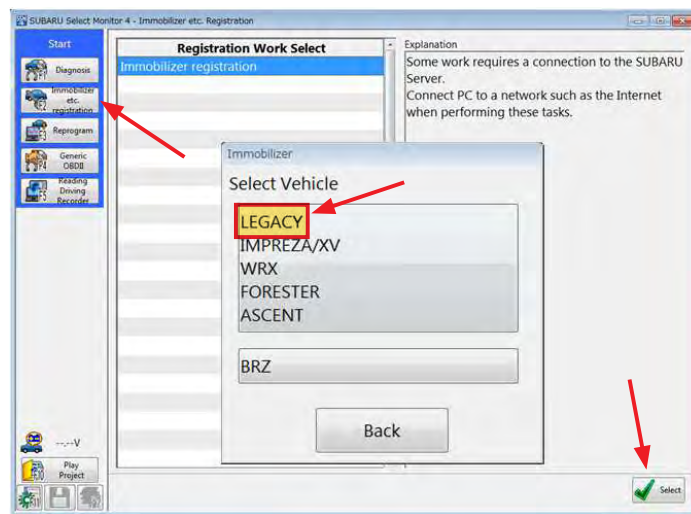 SUBARU Select Monitor 4 - Immobilizer etc. Registration
Start
Diagnosis
Immobilizer
etc.
registration
Reprogram
Generic
OBDII
Reading
Driving
Recorder
--.--V
Play
Project
Registration Work Select
Immobilizer registration
Explanation
Some work requires a connection to the SUBARU
Server.
Connect PC to a network such as the Internet
when performing these tasks.
Immobilizer
Select Vehicle
LEGACY
IMPREZA/XV
WRX
FORESTER
ASCENT
BRZ
Back
Select